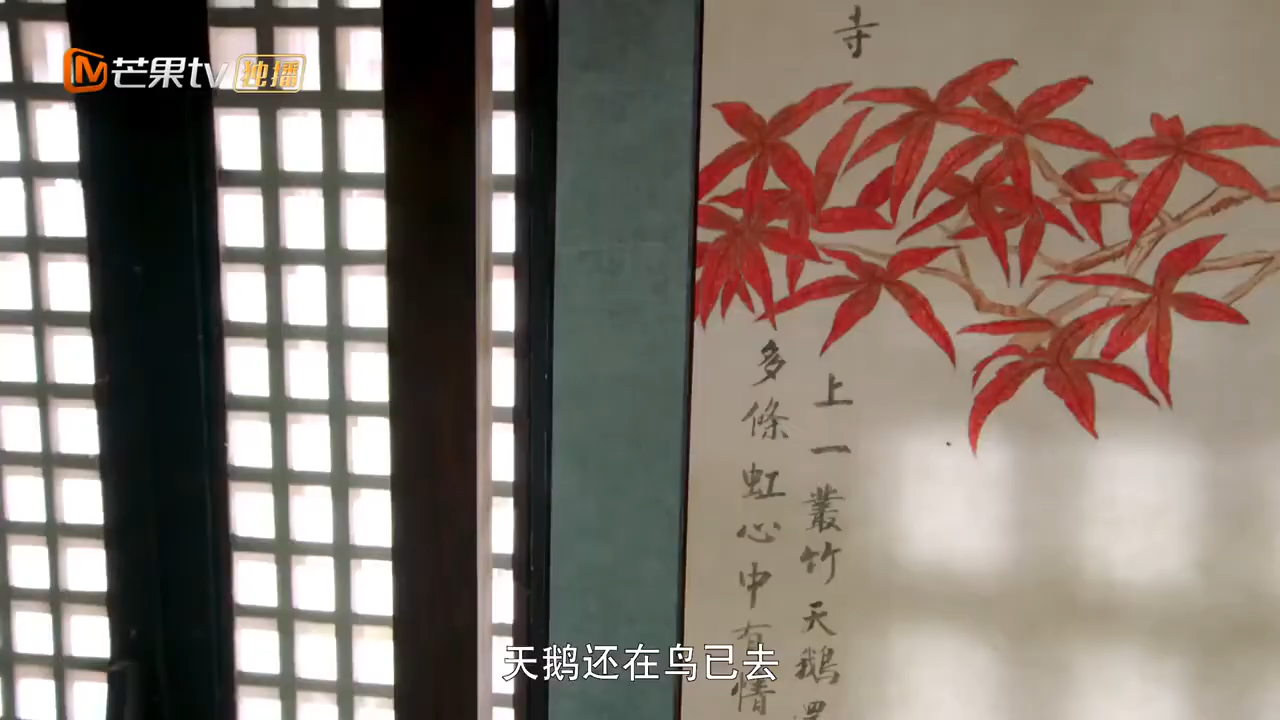 芒果tv 独播
寺
上一叢竹天鵝
多條虹心中有情
天鹅还在鸟已去